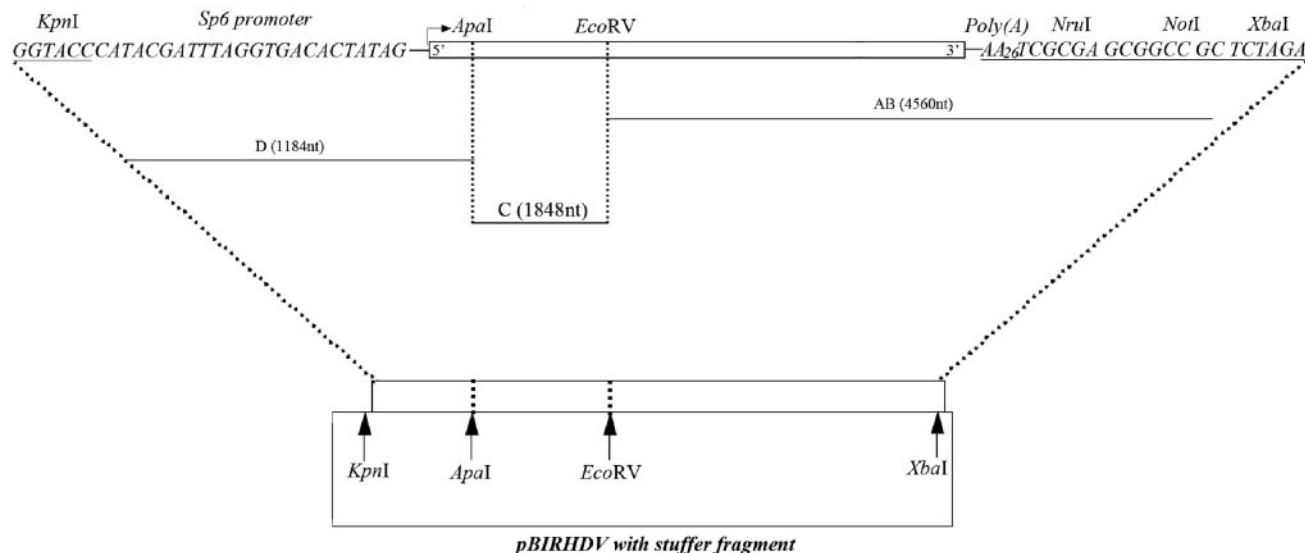 KpnI Sp6 promoter ApaI EcoRV Poly(A) NruI NotI XbaI
GGTACCCATACGATTTAGGTGACACTATAG 5' 3' AA26TCGCGA GCGGCC GC TCTAGA
AB (4560nt)
D (1184nt)
C (1848nt)
KpnI ApaI EcoRV XbaI
pBIRHDV with stuffer fragment